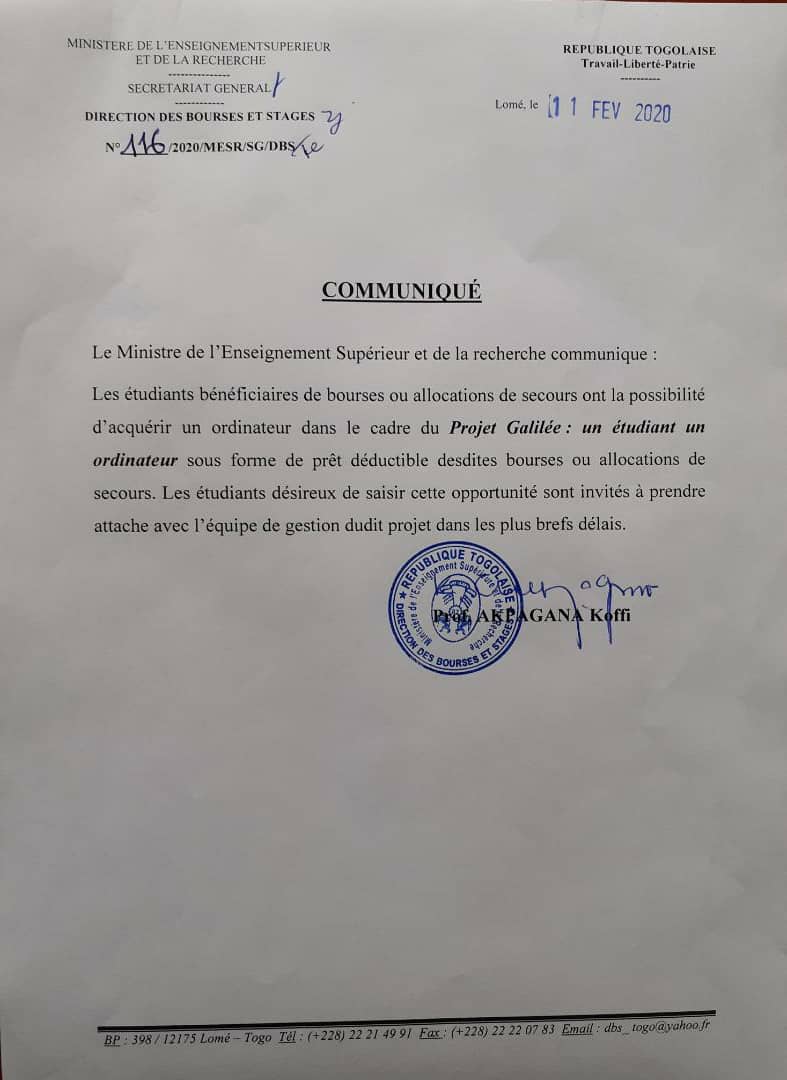 MINISTERE DE L'ENSEIGNEMENTSUPERIEUR
ET DE LA RECHERCHE
---------------
SECRETARIAT GENERAL
------------
DIRECTION DES BOURSES ET STAGES
N° 116 /2020/MESR/SG/DBS
REPUBLIQUE TOGOLAISE
Travail-Liberté-Patrie
----------
Lomé, le 11 FEV 2020
COMMUNIQUÉ
Le Ministre de l'Enseignement Supérieur et de la recherche communique :
Les étudiants bénéficiaires de bourses ou allocations de secours ont la possibilité
d'acquérir un ordinateur dans le cadre du Projet Galilée : un étudiant un
ordinateur sous forme de prêt déductible desdites bourses ou allocations de
secours. Les étudiants désireux de saisir cette opportunité sont invités à prendre
attache avec l'équipe de gestion dudit projet dans les plus brefs délais.
REPUBLIQUE TOGOLAISE
Ministère de l'Enseignement Supérieur et de la Recherche
DIRECTION DES BOURSES ET STAGES
Prof. AKPAGANA Koffi
BP : 398 / 12175 Lomé – Togo Tél : (+228) 22 21 49 91 Fax : (+228) 22 22 07 83 Email : dbs_togo@yahoo.fr